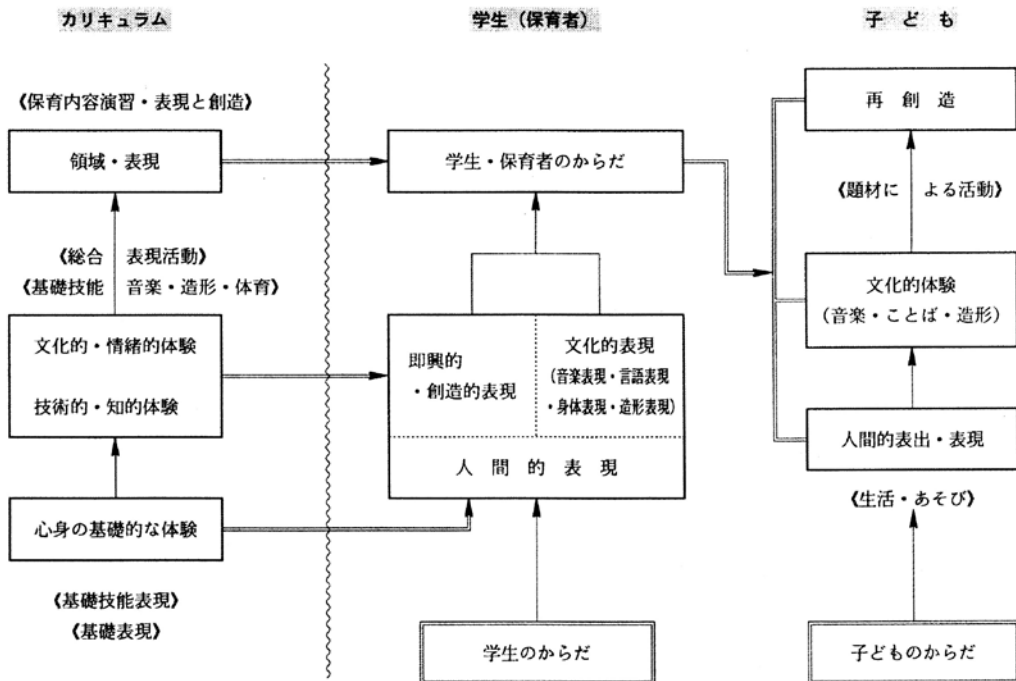 カリキュラム
《保育内容演習・表現と創造》
領域・表現
《総合 表現活動》
《基礎技能 音楽・造形・体育》
文化的・情緒的体験
技術的・知的体験
心身の基礎的な体験
《基礎技能表現》
《基礎表現》
学生(保育者)
学生・保育者のからだ
即興的
・創造的表現
文化的表現
(音楽表現・言語表現
・身体表現・造形表現)
人間的表現
学生のからだ
子ども
再創造
《題材に よる活動》
文化的体験
(音楽・ことば・造形)
人間的表出・表現
《生活・あそび》
子どものからだ